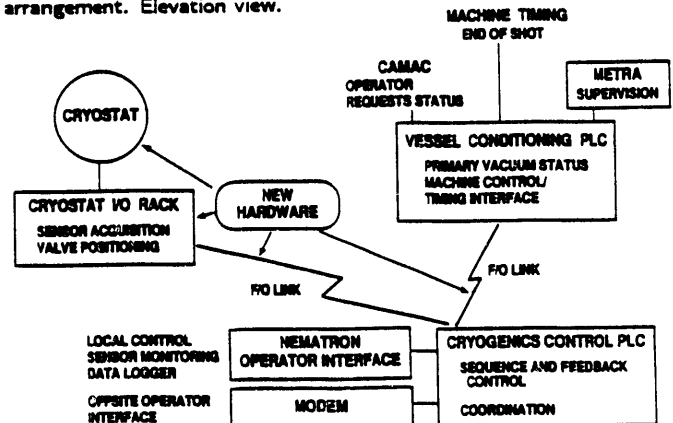 arrangement. Elevation view.
MACHINE TIMING
END OF SHOT
CAMAC
OPERATOR
REQUESTS STATUS
METRA
SUPERVISION
CRYOSTAT
VESSEL CONDITIONING PLC
PRIMARY VACUUM STATUS
MACHINE CONTROL/
TIMING INTERFACE
NEW
HARDWARE
CRYOSTAT I/O RACK
SENSOR ACQUISITION
VALVE POSITIONING
F/O LINK
F/O LINK
LOCAL CONTROL
SENSOR MONITORING
DATA LOGGER
NEMATRON
OPERATOR INTERFACE
CRYOGENICS CONTROL PLC
SEQUENCE AND FEEDBACK
CONTROL
COORDINATION
OFFSITE OPERATOR
INTERFACE
MODEM